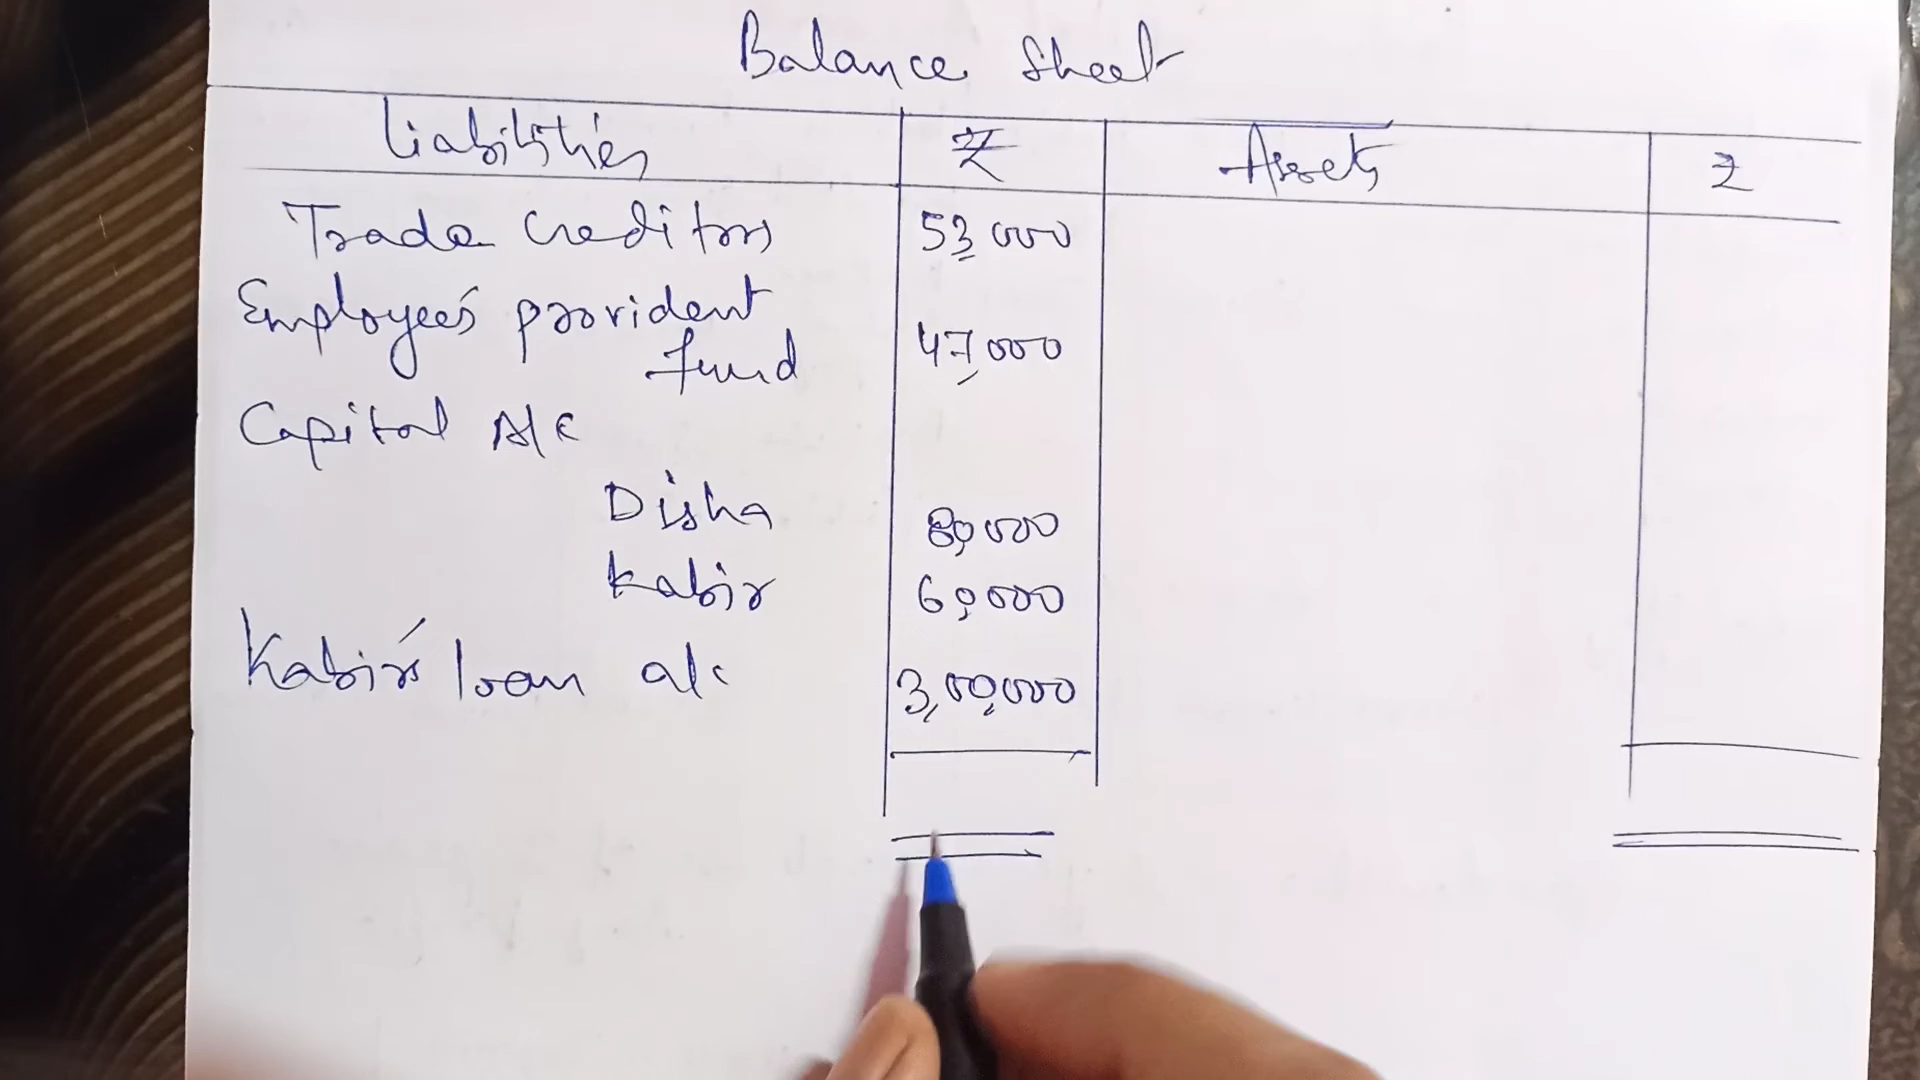 Balance Sheet
Liabilities ₹ Assets ₹
Trade Creditors 53,000
Employee's provident
fund 47,000
Capital A/c
Disha 80,000
Kabir 60,000
Kabir's loan a/c 3,00,000